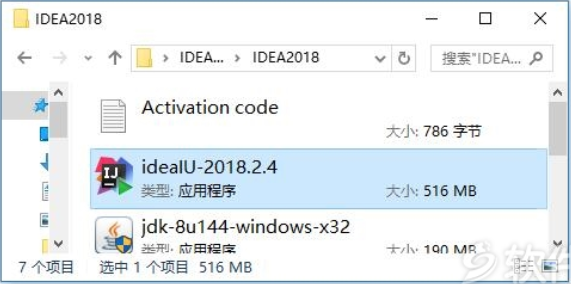 IDEA2018
IDEA... > IDEA2018
搜索"IDEA...
Activation code
大小: 786 字节
ideaIU-2018.2.4
类型: 应用程序
大小: 516 MB
jdk-8u144-windows-x32
类型: 应用程序
大小: 190 MB
7 个项目 选中 1 个项目 516 MB
软件